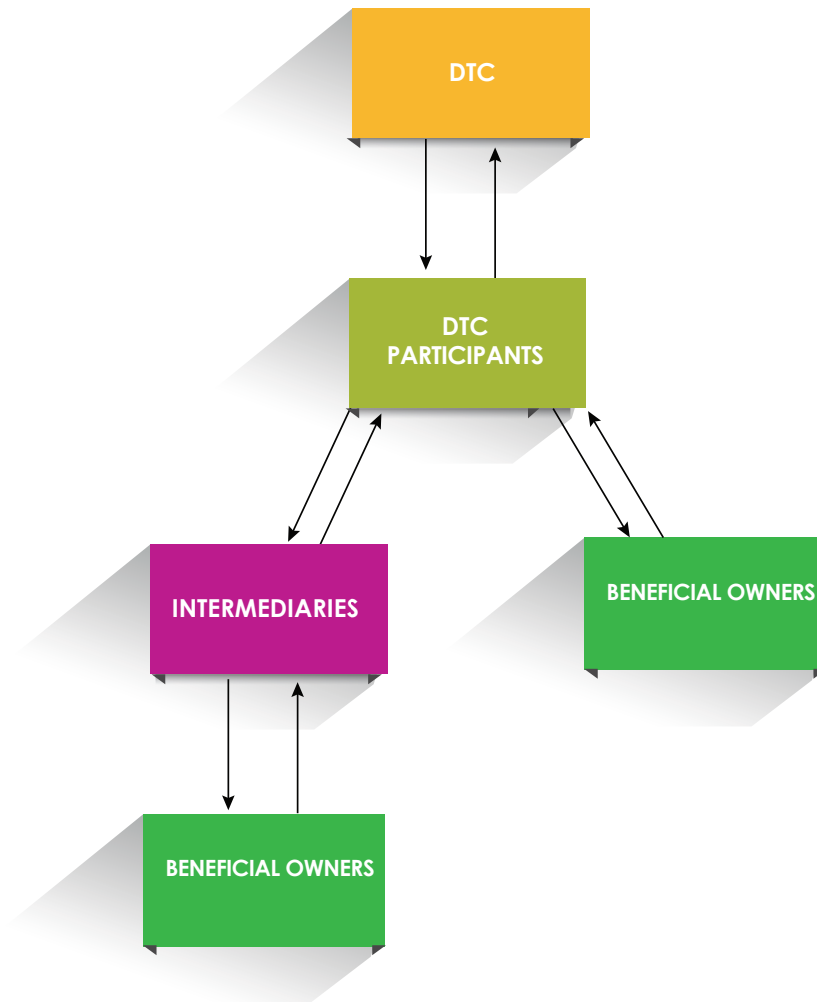 DTC
DTC
PARTICIPANTS
INTERMEDIARIES
BENEFICIAL OWNERS
BENEFICIAL OWNERS